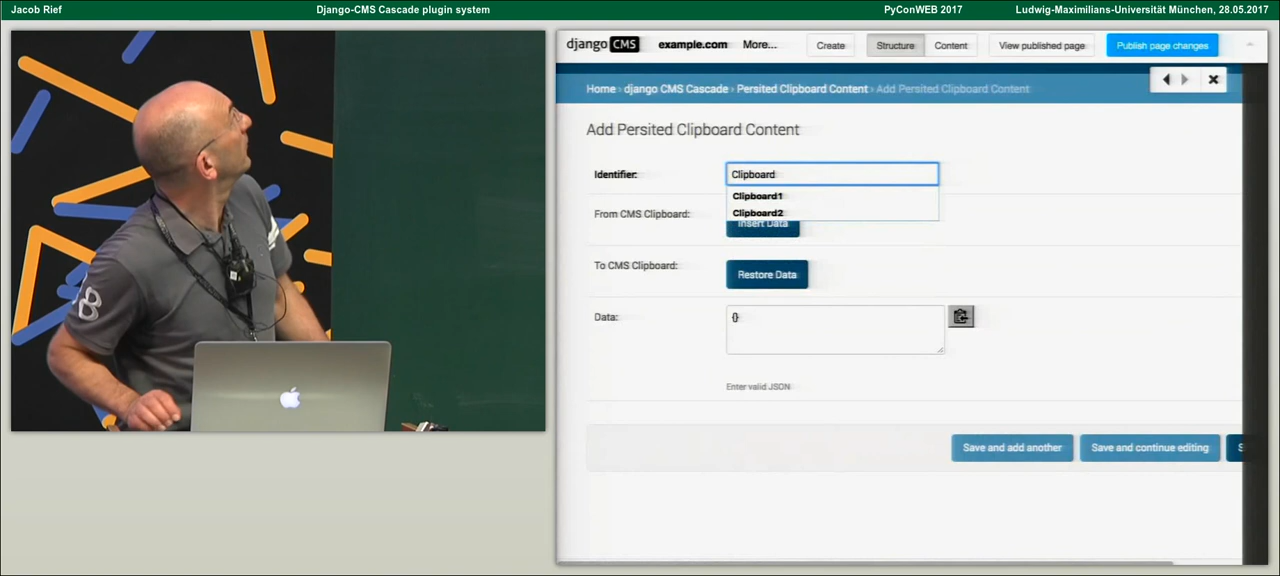 Jacob Rief Django-CMS Cascade plugin system PyConWEB 2017 Ludwig-Maximilians-Universität München, 28.05.2017
django CMS example.com More... Create Structure Content View published page Publish page changes
Home › django CMS Cascade › Persited Clipboard Content › Add Persited Clipboard Content
Add Persited Clipboard Content
Identifier: Clipboard
Clipboard1
From CMS Clipboard: Clipboard2
Insert Data
To CMS Clipboard: Restore Data
Data: {}
Enter valid JSON
Save and add another Save and continue editing S